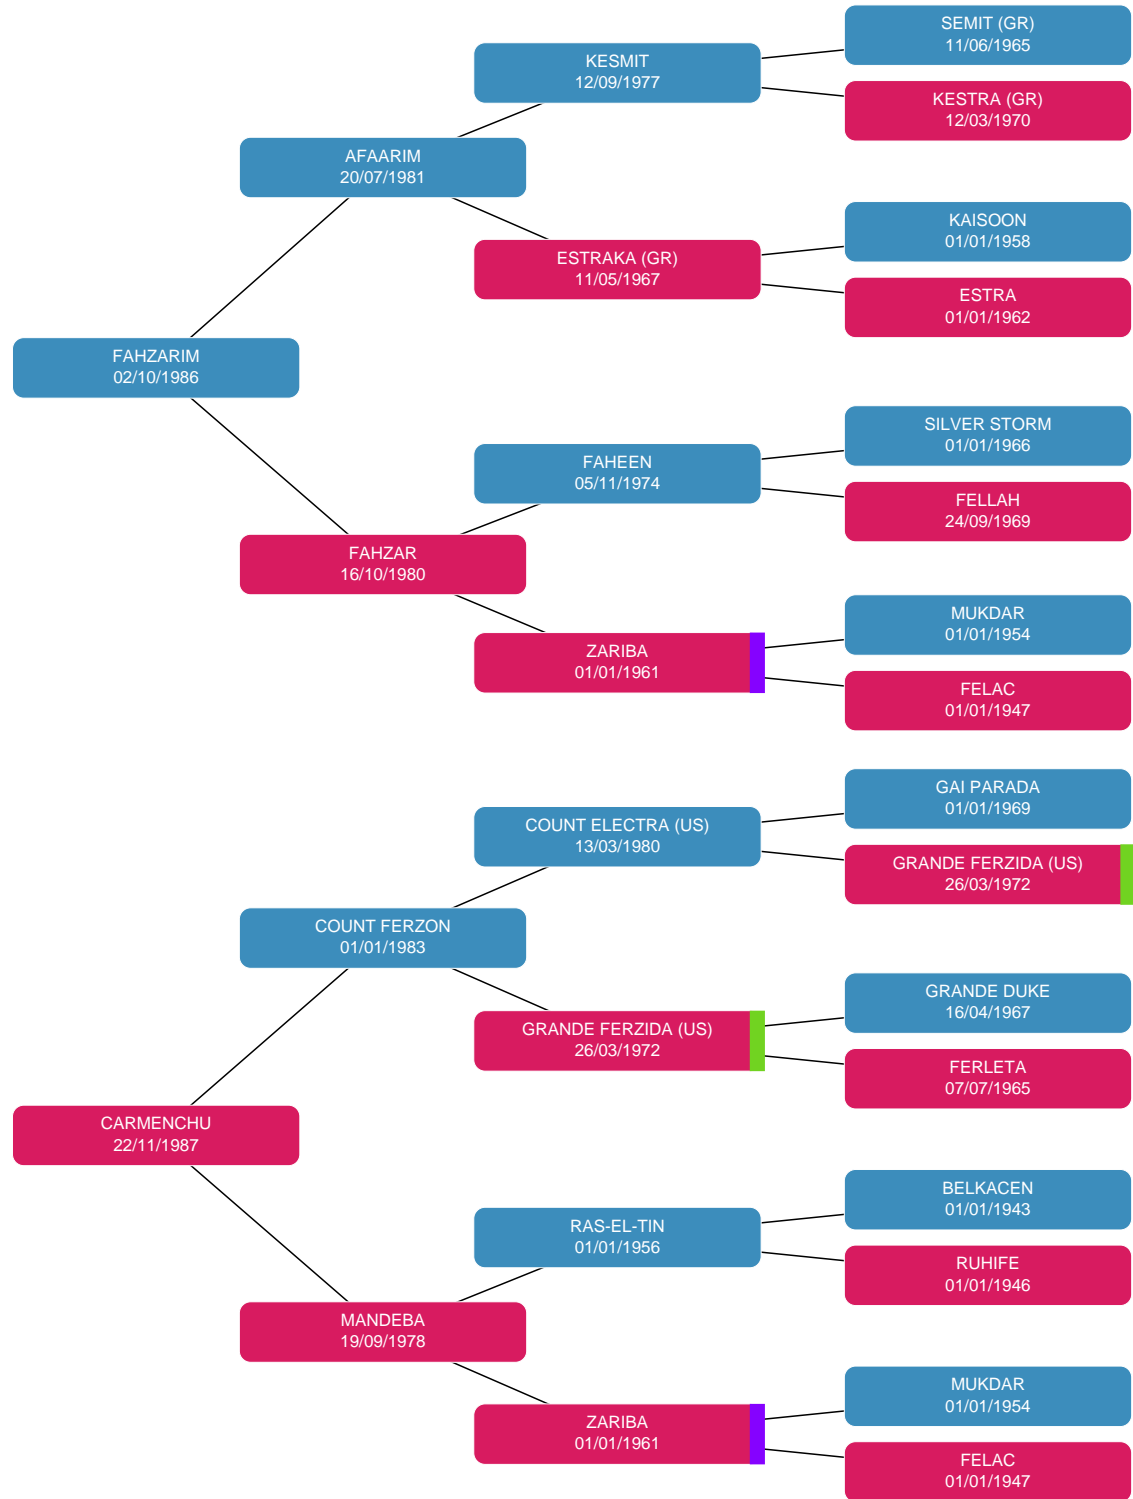 SEMIT (GR)
11/06/1965
KESMIT
12/09/1977
KESTRA (GR)
12/03/1970
AFAARIM
20/07/1981
KAISOON
01/01/1958
ESTRAKA (GR)
11/05/1967
ESTRA
01/01/1962
FAHZARIM
02/10/1986
SILVER STORM
01/01/1966
FAHEEN
05/11/1974
FELLAH
24/09/1969
FAHZAR
16/10/1980
MUKDAR
01/01/1954
ZARIBA
01/01/1961
FELAC
01/01/1947
GAI PARADA
01/01/1969
COUNT ELECTRA (US)
13/03/1980
GRANDE FERZIDA (US)
26/03/1972
COUNT FERZON
01/01/1983
GRANDE DUKE
16/04/1967
GRANDE FERZIDA (US)
26/03/1972
FERLETA
07/07/1965
CARMENCHU
22/11/1987
BELKACEN
01/01/1943
RAS-EL-TIN
01/01/1956
RUHIFE
01/01/1946
MANDEBA
19/09/1978
MUKDAR
01/01/1954
ZARIBA
01/01/1961
FELAC
01/01/1947